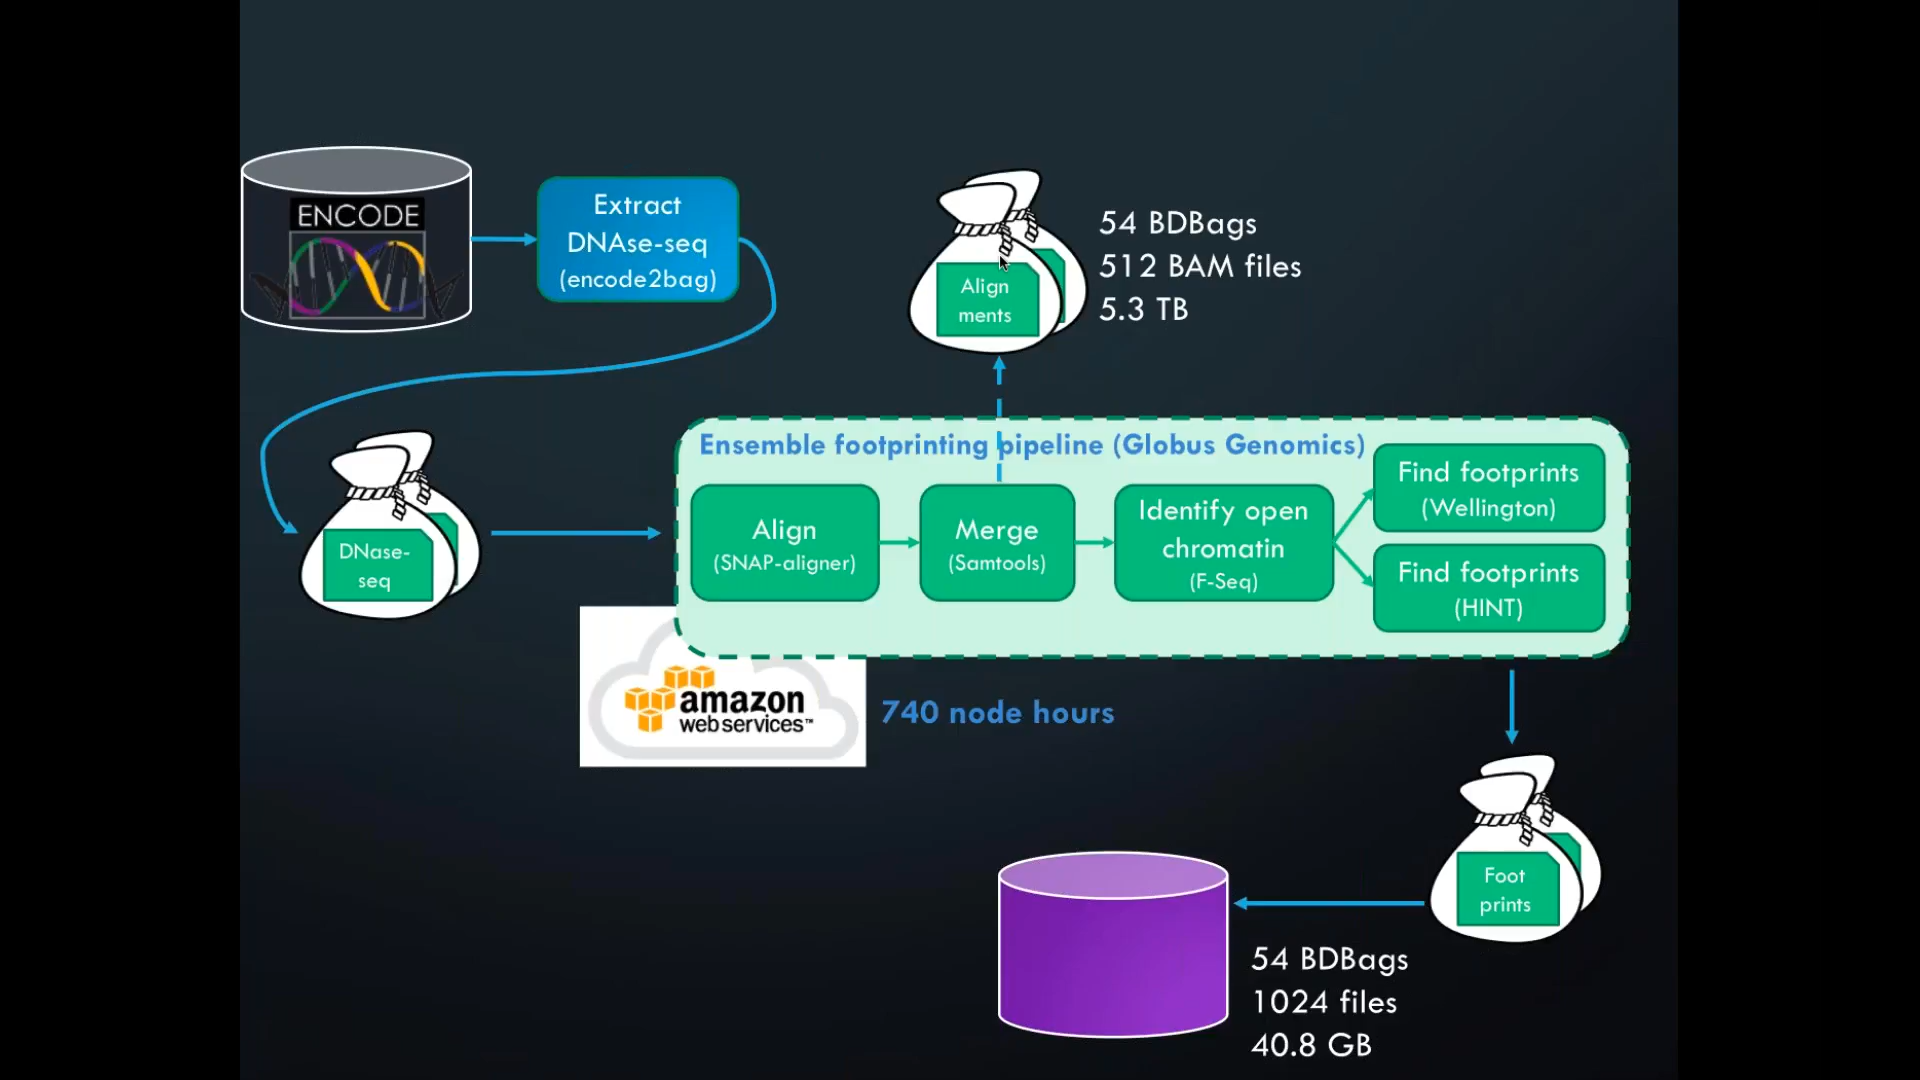 ENCODE
Extract
DNAse-seq
(encode2bag)
Align
ments
54 BDBags
512 BAM files
5.3 TB
DNase-
seq
Ensemble footprinting pipeline (Globus Genomics)
Align
(SNAP-aligner)
Merge
(Samtools)
Identify open
chromatin
(F-Seq)
Find footprints
(Wellington)
Find footprints
(HINT)
amazon
web services™
740 node hours
Foot
prints
54 BDBags
1024 files
40.8 GB